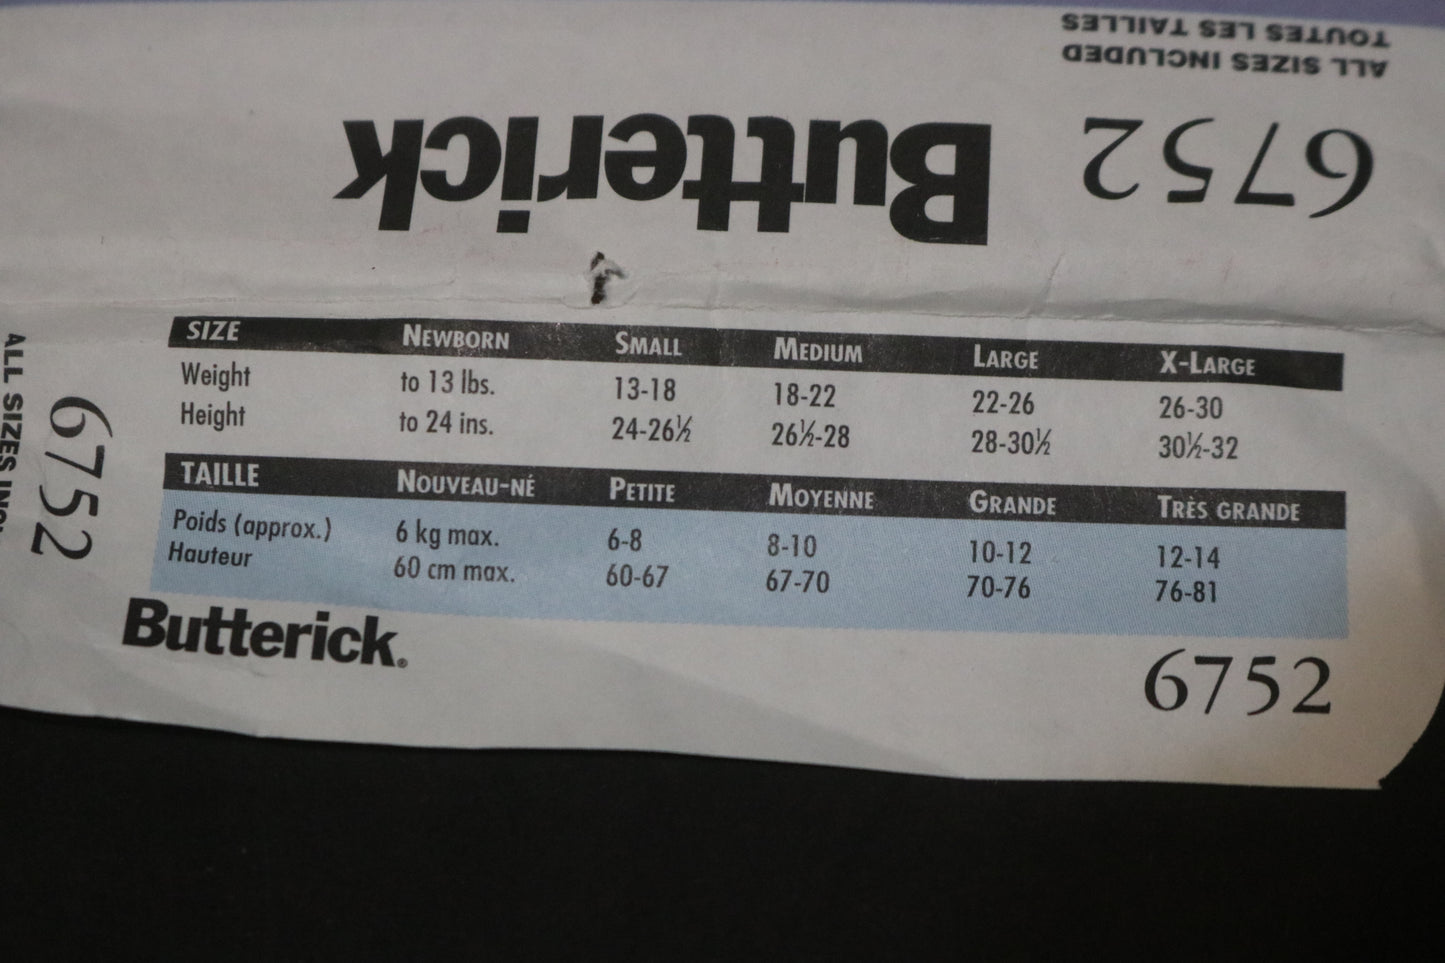 TOUTES LES TAILLES
ALL SIZES INCLUDED
Butterick 6752
SIZE NEWBORN SMALL MEDIUM LARGE X-LARGE
Weight to 13 lbs. 13-18 18-22 22-26 26-30
Height to 24 ins. 24-26½ 26½-28 28-30½ 30½-32
TAILLE NOUVEAU-NÉ PETITE MOYENNE GRANDE TRÈS GRANDE
Poids (approx.) 6 kg max. 6-8 8-10 10-12 12-14
Hauteur 60 cm max. 60-67 67-70 70-76 76-81
Butterick®
6752
6752
ALL SIZES